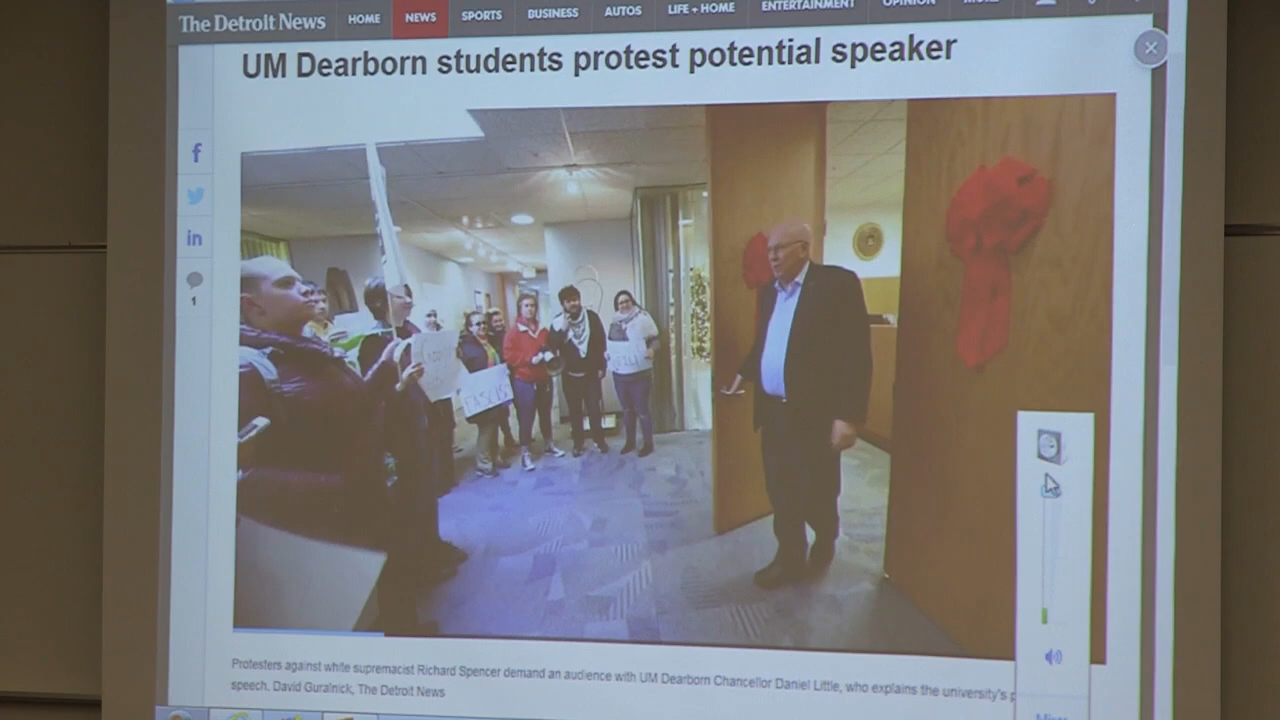 The Detroit News HOME NEWS SPORTS BUSINESS AUTOS LIFE + HOME ENTERTAINMENT OPINION
UM Dearborn students protest potential speaker
f
in
1
Protesters against white supremacist Richard Spencer demand an audience with UM Dearborn Chancellor Daniel Little, who explains the university's p
speech. David Guralnick, The Detroit News